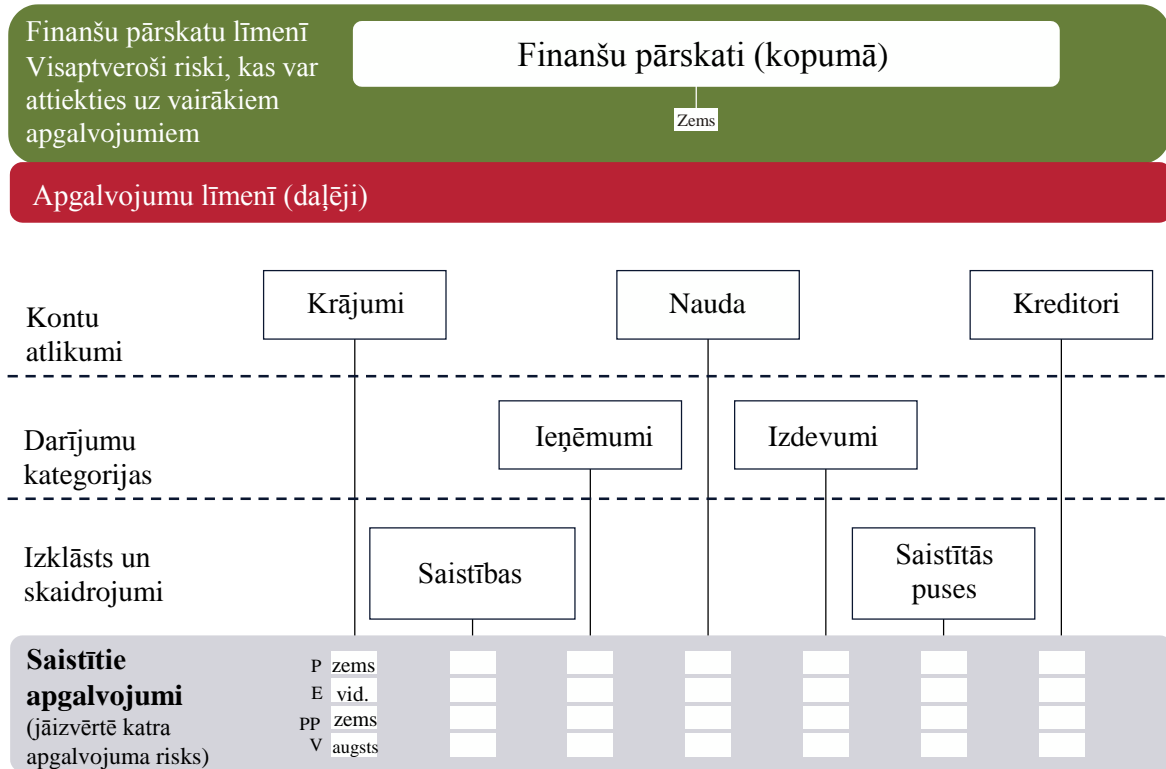 Finanšu pārskatu līmenī
Visaptveroši riski, kas var
attiekties uz vairākiem
apgalvojumiem
Finanšu pārskati (kopumā)
Zems
Apgalvojumu līmenī (daļēji)
Kontu
atlikumi
Krājumi
Nauda
Kreditori
Darījumu
kategorijas
Ieņēmumi
Izdevumi
Izklāsts un
skaidrojumi
Saistības
Saistītās
puses
Saistītie
apgalvojumi
(jāizvērtē katra
apgalvojuma risks)
P zems
E vid.
PP zems
V augsts